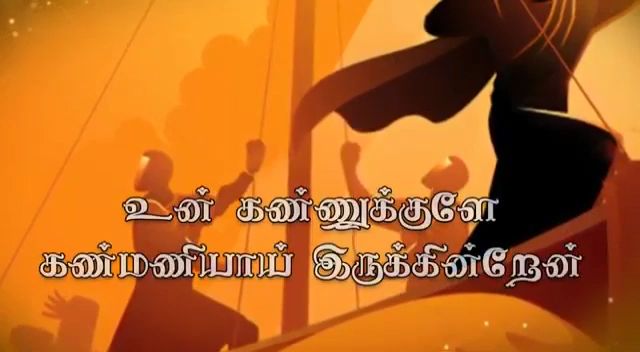 உன் கண்ணுக்குளே
கண்மணியாய் இருக்கின்றேன்